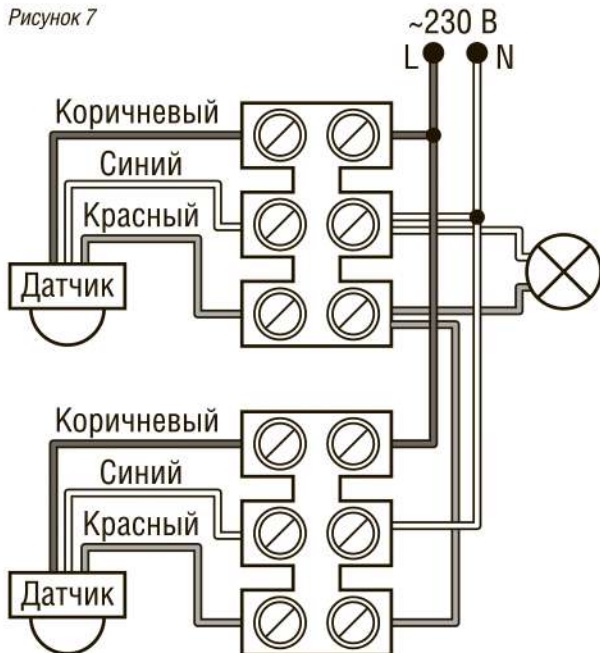 Рисунок 7
~230 В
L N
Коричневый
Синий
Красный
Датчик
Коричневый
Синий
Красный
Датчик